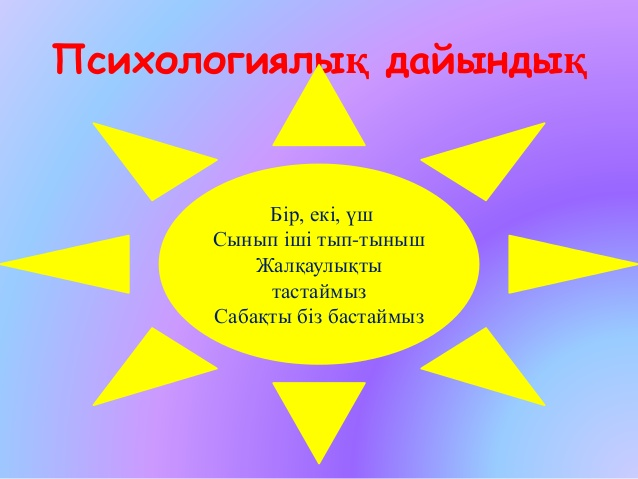 Психологиялық дайындық
Бір, екі, үш
Сынып іші тып-тыныш
Жалқаулықты
тастаймыз
Сабақты біз бастаймыз